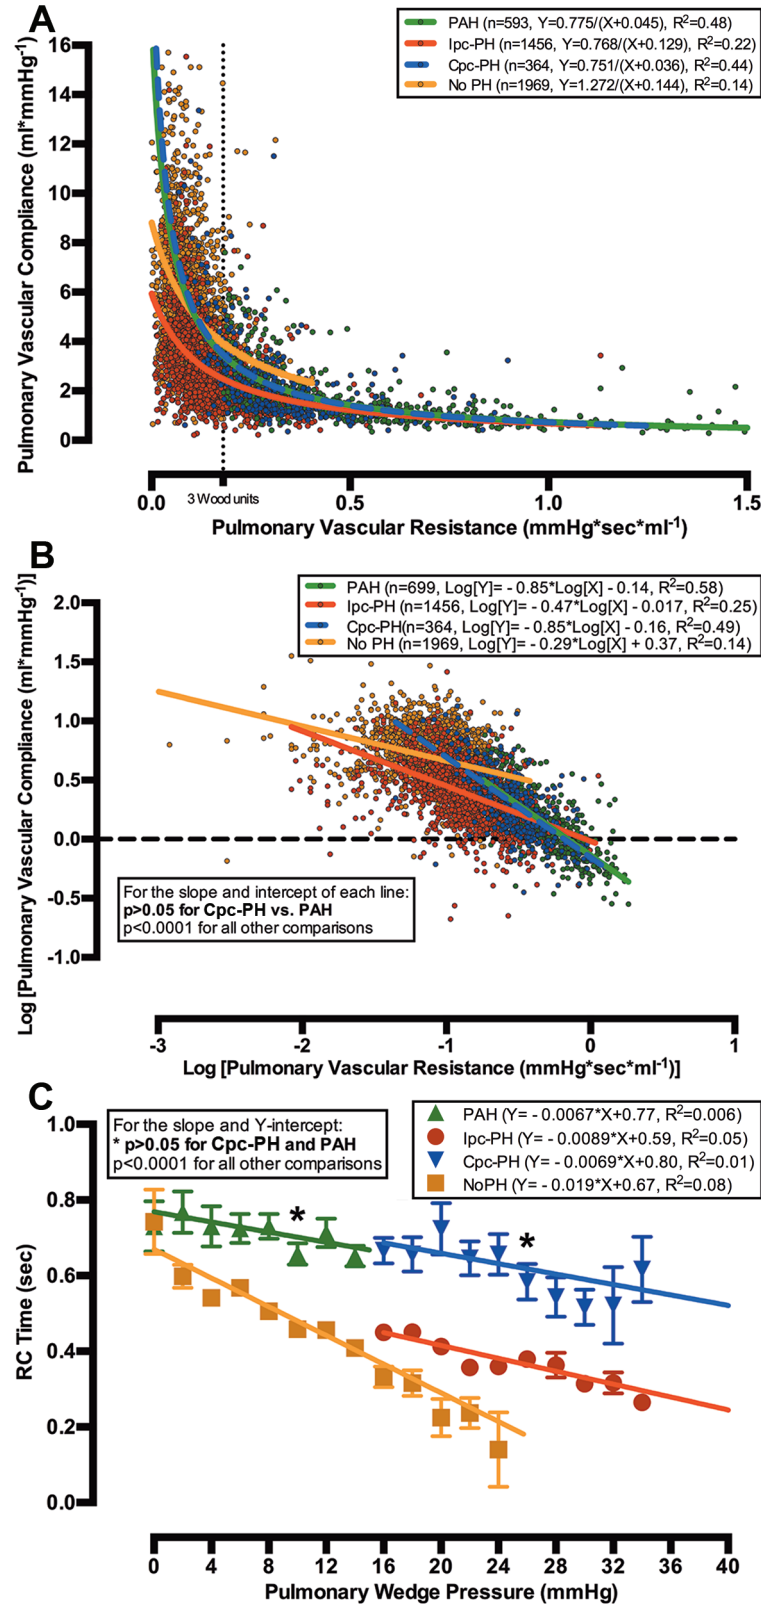 A
PAH (n=593, Y=0.775/(X+0.045), R²=0.48)
Ipc-PH (n=1456, Y=0.768/(X+0.129), R²=0.22)
Cpc-PH (n=364, Y=0.751/(X+0.036), R²=0.44)
No PH (n=1969, Y=1.272/(X+0.144), R²=0.14)
Pulmonary Vascular Compliance (ml*mmHg⁻¹)
16
14
12
10
8
6
4
2
0
3 Wood units
0.0
0.5
1.0
1.5
Pulmonary Vascular Resistance (mmHg*sec*ml⁻¹)
B
PAH (n=699, Log[Y]= - 0.85*Log[X] - 0.14, R²=0.58)
Ipc-PH (n=1456, Log[Y]= - 0.47*Log[X] - 0.017, R²=0.25)
Cpc-PH(n=364, Log[Y]= - 0.85*Log[X] - 0.16, R²=0.49)
No PH (n=1969, Log[Y]= - 0.29*Log[X] + 0.37, R²=0.14)
Log [Pulmonary Vascular Compliance (ml*mmHg⁻¹)]
2.0
1.5
1.0
0.5
0.0
-0.5
-1.0
For the slope and intercept of each line:
p>0.05 for Cpc-PH vs. PAH
p<0.0001 for all other comparisons
-3
-2
-1
0
1
Log [Pulmonary Vascular Resistance (mmHg*sec*ml⁻¹)]
C
For the slope and Y-intercept:
* p>0.05 for Cpc-PH and PAH
p<0.0001 for all other comparisons
PAH (Y= - 0.0067*X+0.77, R²=0.006)
Ipc-PH (Y= - 0.0089*X+0.59, R²=0.05)
Cpc-PH (Y= - 0.0069*X+0.80, R²=0.01)
NoPH (Y= - 0.019*X+0.67, R²=0.08)
RC Time (sec)
1.0
0.8
0.6
0.4
0.2
0.0
*
*
0
4
8
12
16
20
24
28
32
36
40
Pulmonary Wedge Pressure (mmHg)